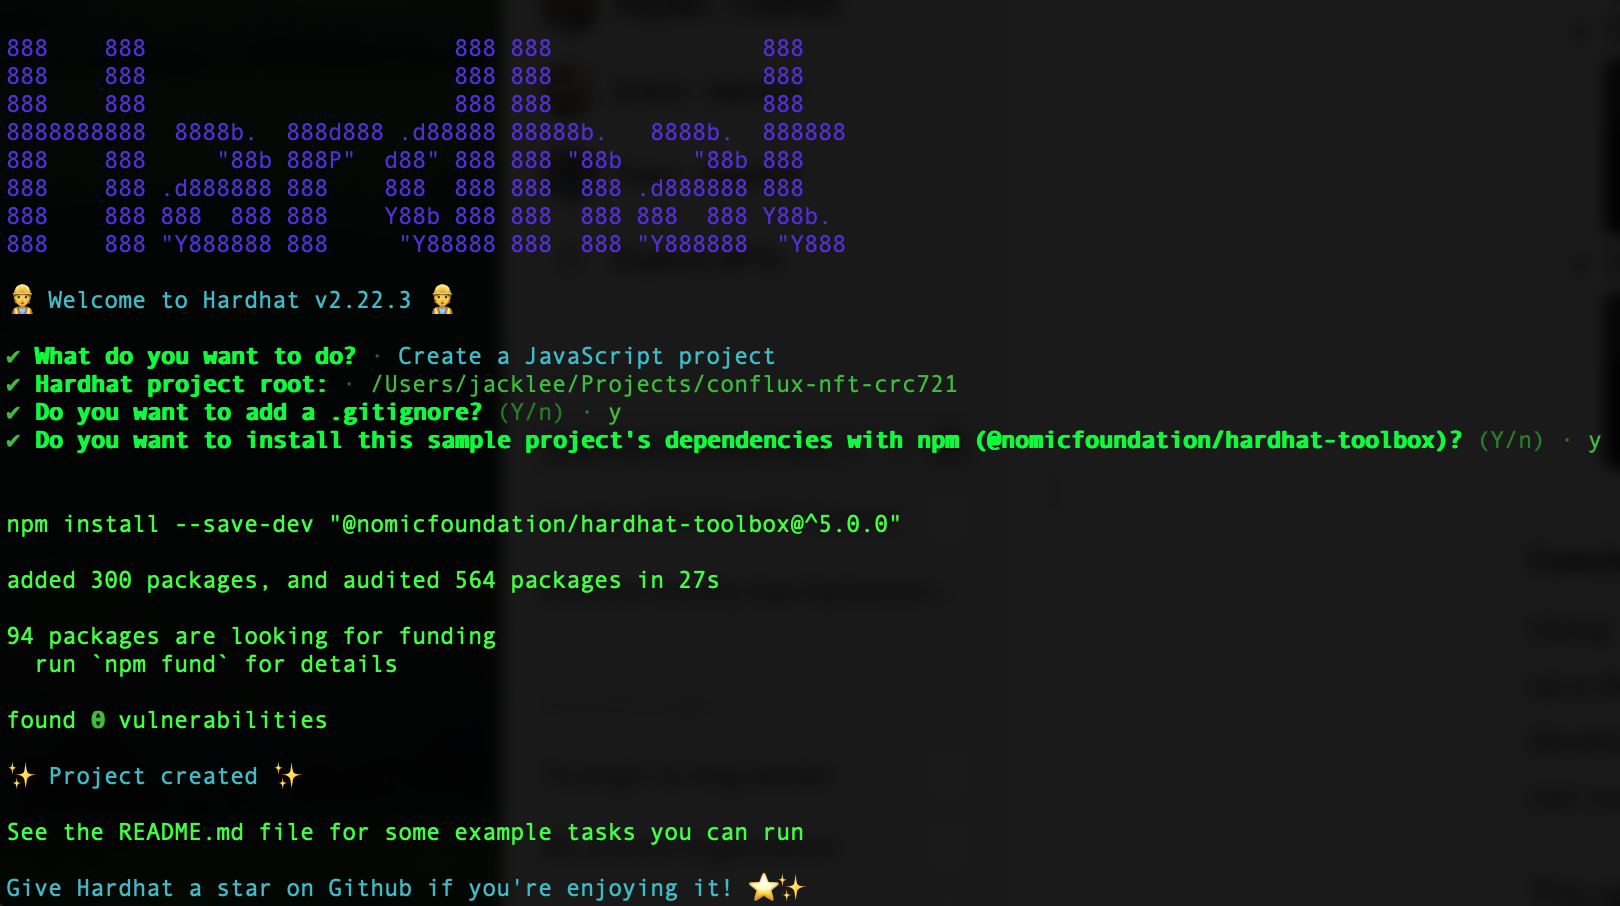 888    888                      888 888               888
888    888                      888 888               888
888    888                      888 888               888
8888888888  8888b.  888d888 .d88888 88888b.   8888b.  888888
888    888     "88b 888P"  d88" 888 888 "88b     "88b 888
888    888 .d888888 888    888  888 888  888 .d888888 888
888    888 888  888 888    Y88b 888 888  888 888  888 Y88b.
888    888 "Y888888 888     "Y88888 888  888 "Y888888  "Y888
👷 Welcome to Hardhat v2.22.3 👷
✔ What do you want to do? · Create a JavaScript project
✔ Hardhat project root: · /Users/jacklee/Projects/conflux-nft-crc721
✔ Do you want to add a .gitignore? (Y/n) · y
✔ Do you want to install this sample project's dependencies with npm (@nomicfoundation/hardhat-toolbox)? (Y/n) · y
npm install --save-dev "@nomicfoundation/hardhat-toolbox@^5.0.0"
added 300 packages, and audited 564 packages in 27s
94 packages are looking for funding
  run `npm fund` for details
found 0 vulnerabilities
✨ Project created ✨
See the README.md file for some example tasks you can run
Give Hardhat a star on Github if you're enjoying it! ⭐✨